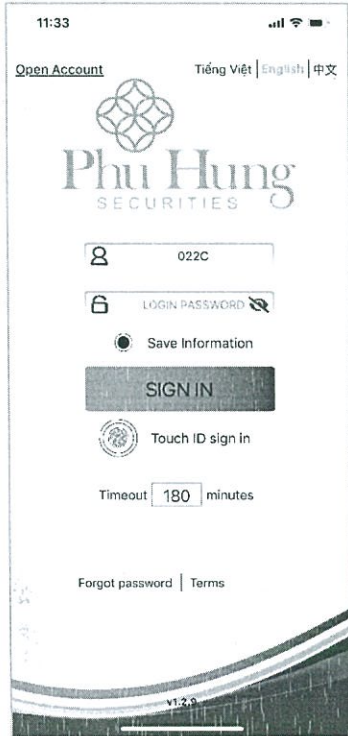 11:33
Open Account Tiếng Việt | English | 中文
Phu Hung
SECURITIES
022C
LOGIN PASSWORD
Save Information
SIGN IN
Touch ID sign in
Timeout 180 minutes
Forgot password | Terms
v1.2.9